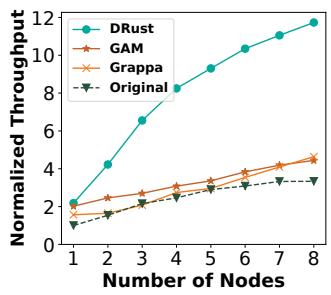 Normalized Throughput
12
10
8
6
4
2
0
DRust
GAM
Grappa
Original
1 2 3 4 5 6 7 8
Number of Nodes